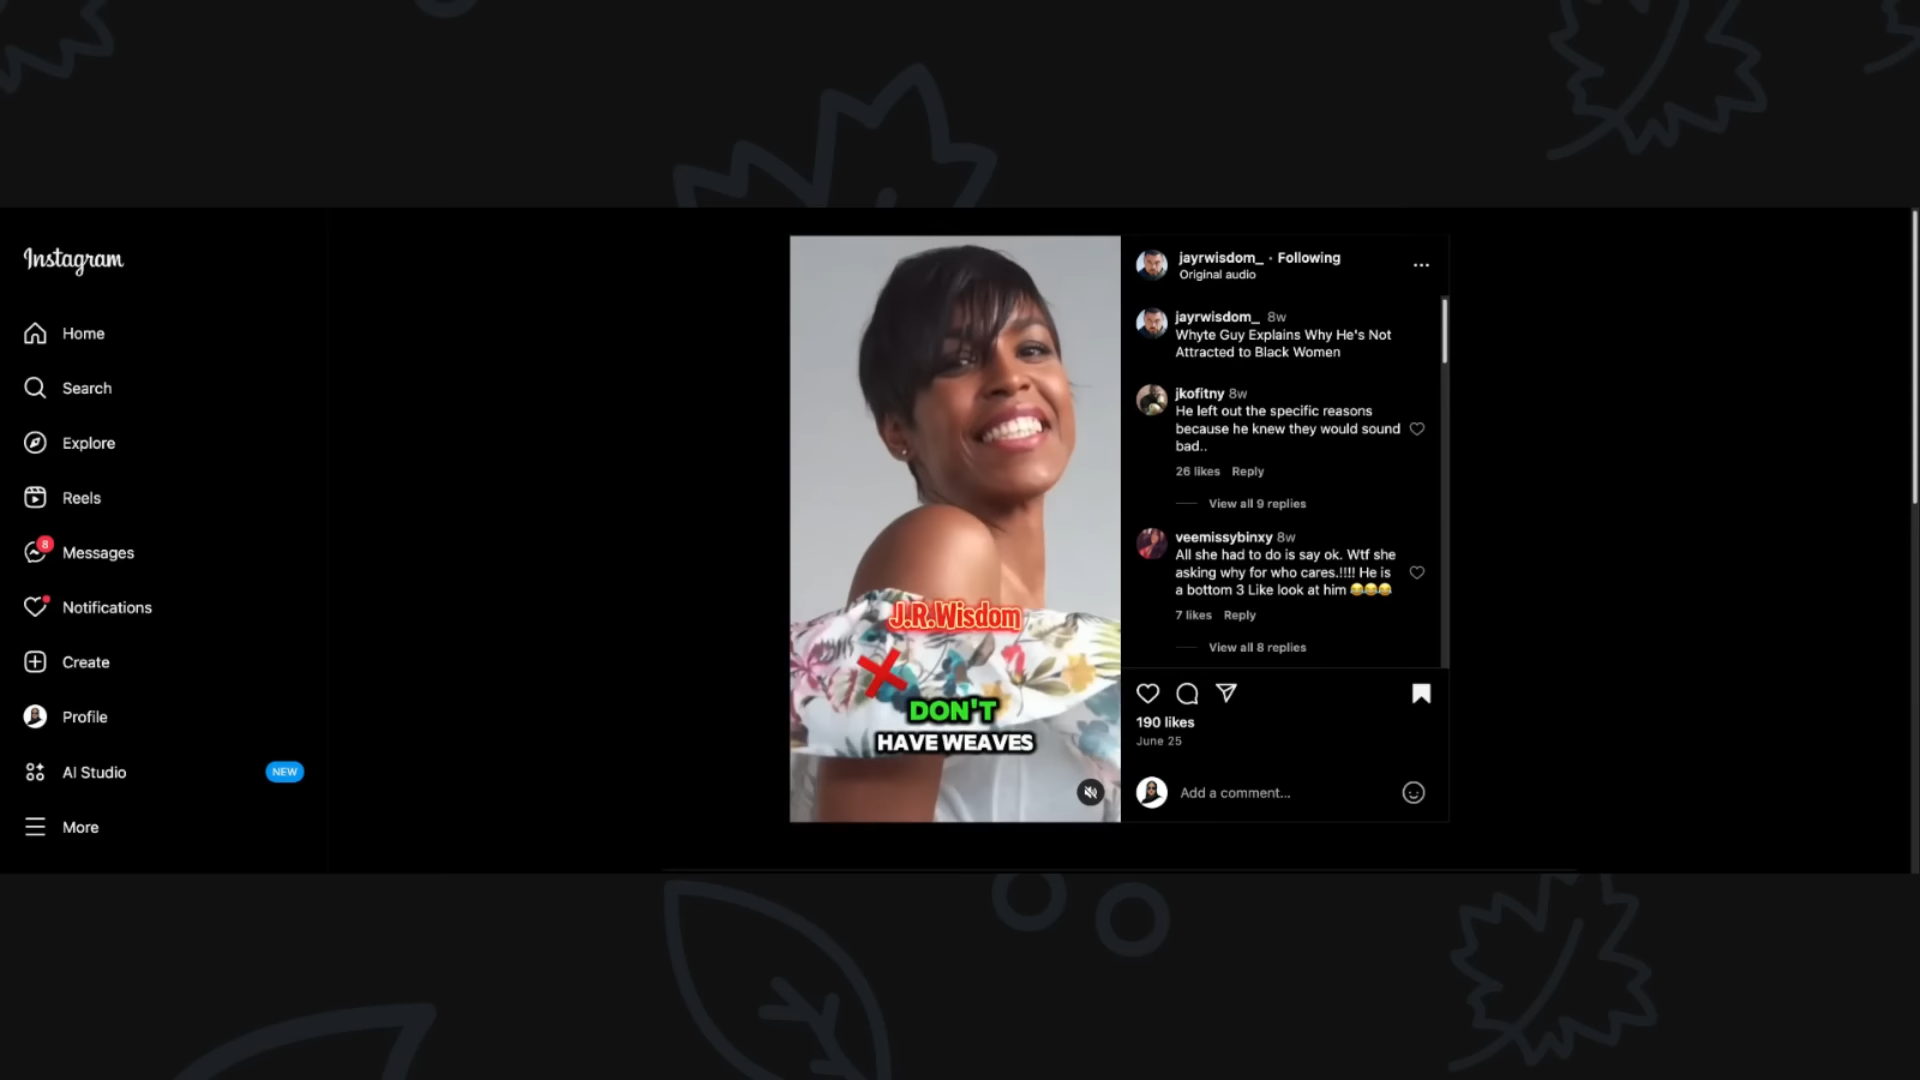 Instagram
Home
Search
Explore
Reels
8
Messages
Notifications
Create
Profile
AI Studio
NEW
More
J.R.Wisdom
DON'T
HAVE WEAVES
jayrwisdom_ • Following
Original audio
jayrwisdom_ 8w
Whyte Guy Explains Why He's Not
Attracted to Black Women
jkofitny 8w
He left out the specific reasons
because he knew they would sound
bad..
26 likes Reply
View all 9 replies
veemissybinxy 8w
All she had to do is say ok. Wtf she
asking why for who cares.!!!! He is
a bottom 3 Like look at him 😂😂😂
7 likes Reply
View all 8 replies
190 likes
June 25
Add a comment...